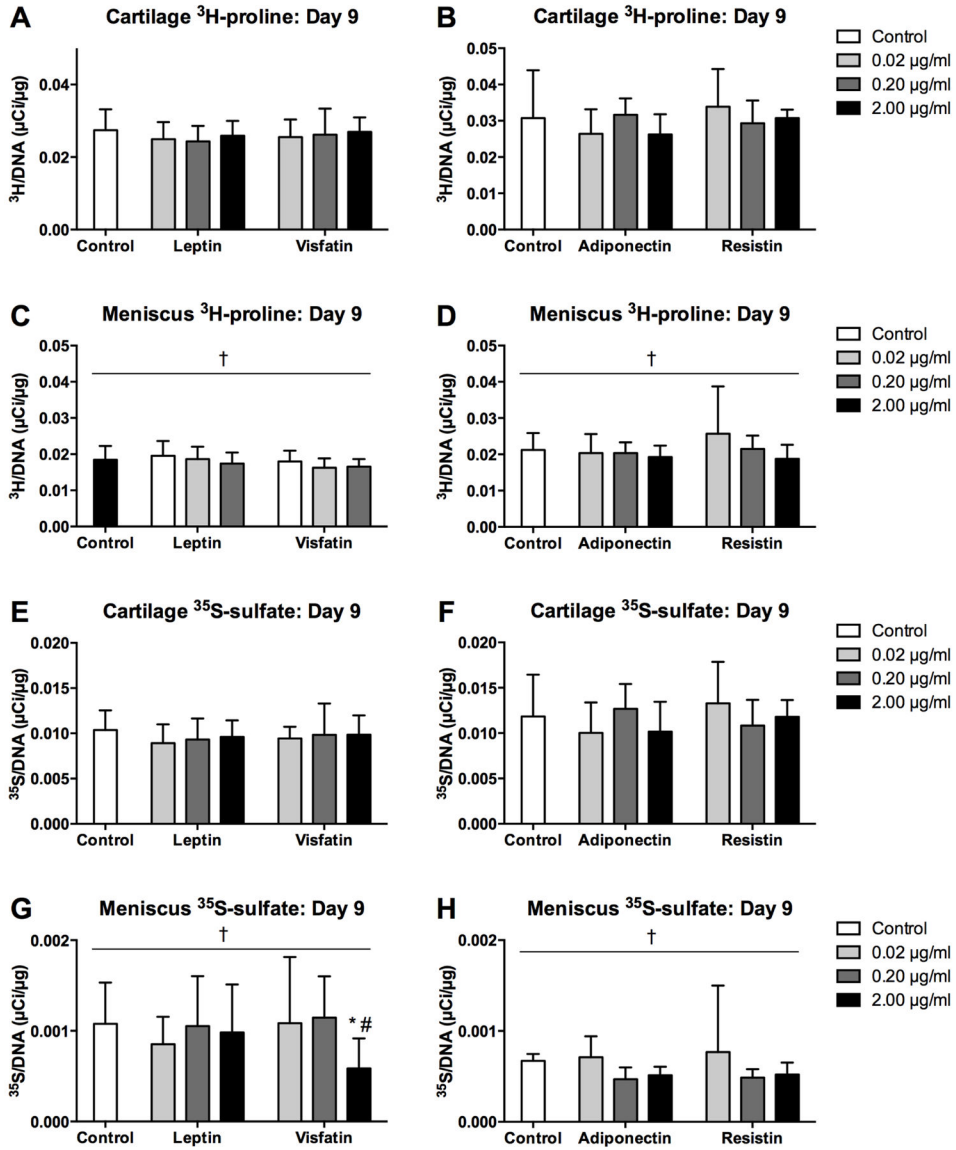 A Cartilage ³H-proline: Day 9
³H/DNA (µCi/µg)
0.04
0.02
0.00
Control Leptin Visfatin
B Cartilage ³H-proline: Day 9
³H/DNA (µCi/µg)
0.05
0.04
0.03
0.02
0.01
0.00
Control Adiponectin Resistin
Control
0.02 µg/ml
0.20 µg/ml
2.00 µg/ml
C Meniscus ³H-proline: Day 9
³H/DNA (µCi/µg)
0.05
0.04
0.03
0.02
0.01
0.00
†
Control Leptin Visfatin
D Meniscus ³H-proline: Day 9
³H/DNA (µCi/µg)
0.05
0.04
0.03
0.02
0.01
0.00
†
Control Adiponectin Resistin
Control
0.02 µg/ml
0.20 µg/ml
2.00 µg/ml
E Cartilage ³⁵S-sulfate: Day 9
³⁵S/DNA (µCi/µg)
0.020
0.015
0.010
0.005
0.000
Control Leptin Visfatin
F Cartilage ³⁵S-sulfate: Day 9
³⁵S/DNA (µCi/µg)
0.020
0.015
0.010
0.005
0.000
Control Adiponectin Resistin
Control
0.02 µg/ml
0.20 µg/ml
2.00 µg/ml
G Meniscus ³⁵S-sulfate: Day 9
³⁵S/DNA (µCi/µg)
0.002
0.001
0.000
†
* #
Control Leptin Visfatin
H Meniscus ³⁵S-sulfate: Day 9
³⁵S/DNA (µCi/µg)
0.002
0.001
0.000
†
Control Adiponectin Resistin
Control
0.02 µg/ml
0.20 µg/ml
2.00 µg/ml